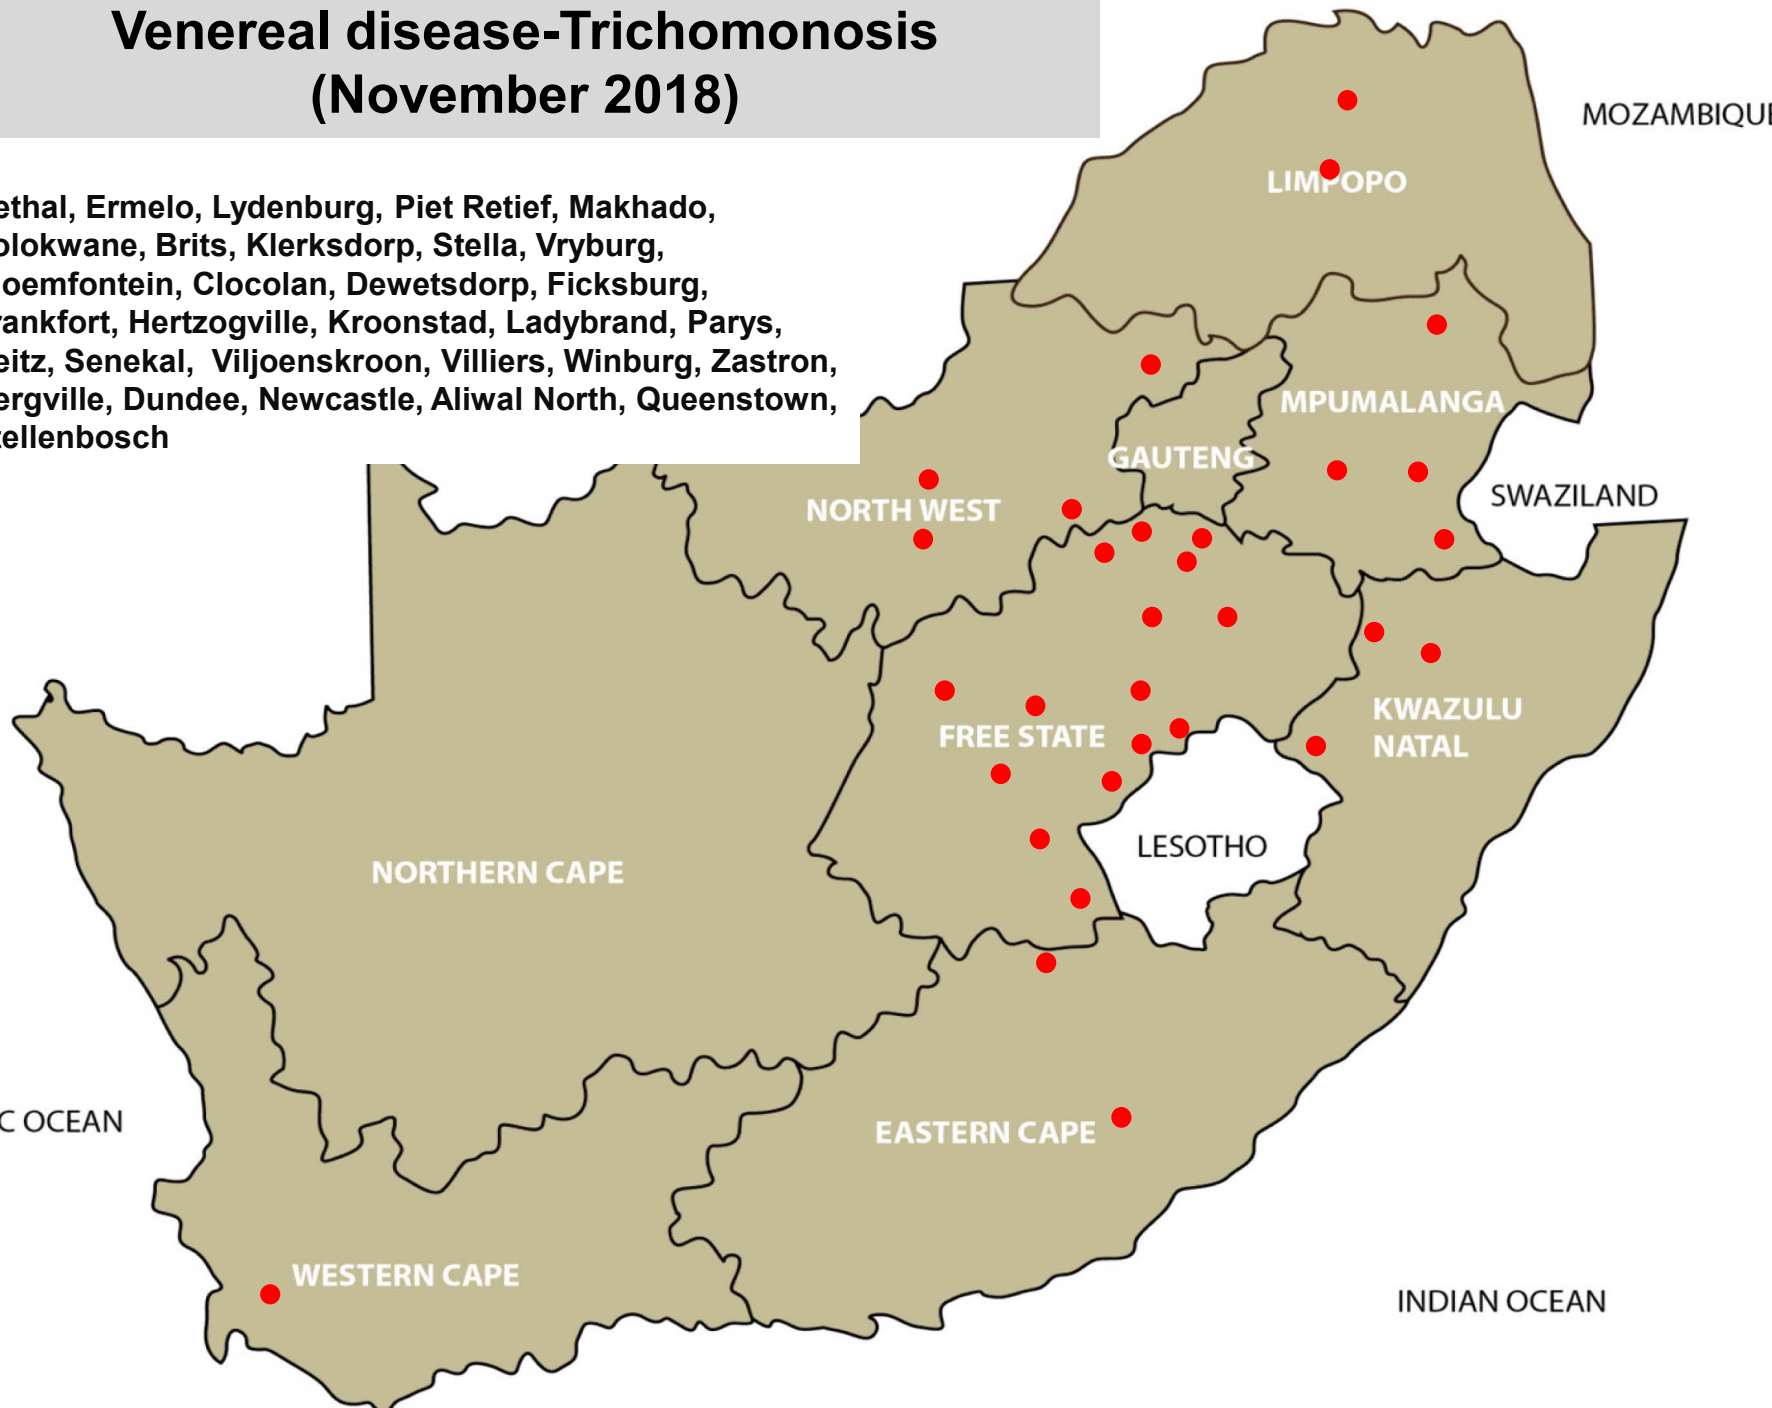 Venereal disease-Trichomonosis
(November 2018)
MOZAMBIQUE
LIMPOPO
ethal, Ermelo, Lydenburg, Piet Retief, Makhado,
olokwane, Brits, Klerksdorp, Stella, Vryburg,
oemfontein, Clocolan, Dewetsdorp, Ficksburg,
rankfort, Hertzogville, Kroonstad, Ladybrand, Parys,
eitz, Senekal, Viljoenskroon, Villiers, Winburg, Zastron,
ergville, Dundee, Newcastle, Aliwal North, Queenstown,
tellenbosch
MPUMALANGA
GAUTENG
SWAZILAND
NORTH WEST
KWAZULU
NATAL
FREE STATE
LESOTHO
NORTHERN CAPE
C OCEAN
EASTERN CAPE
WESTERN CAPE
INDIAN OCEAN